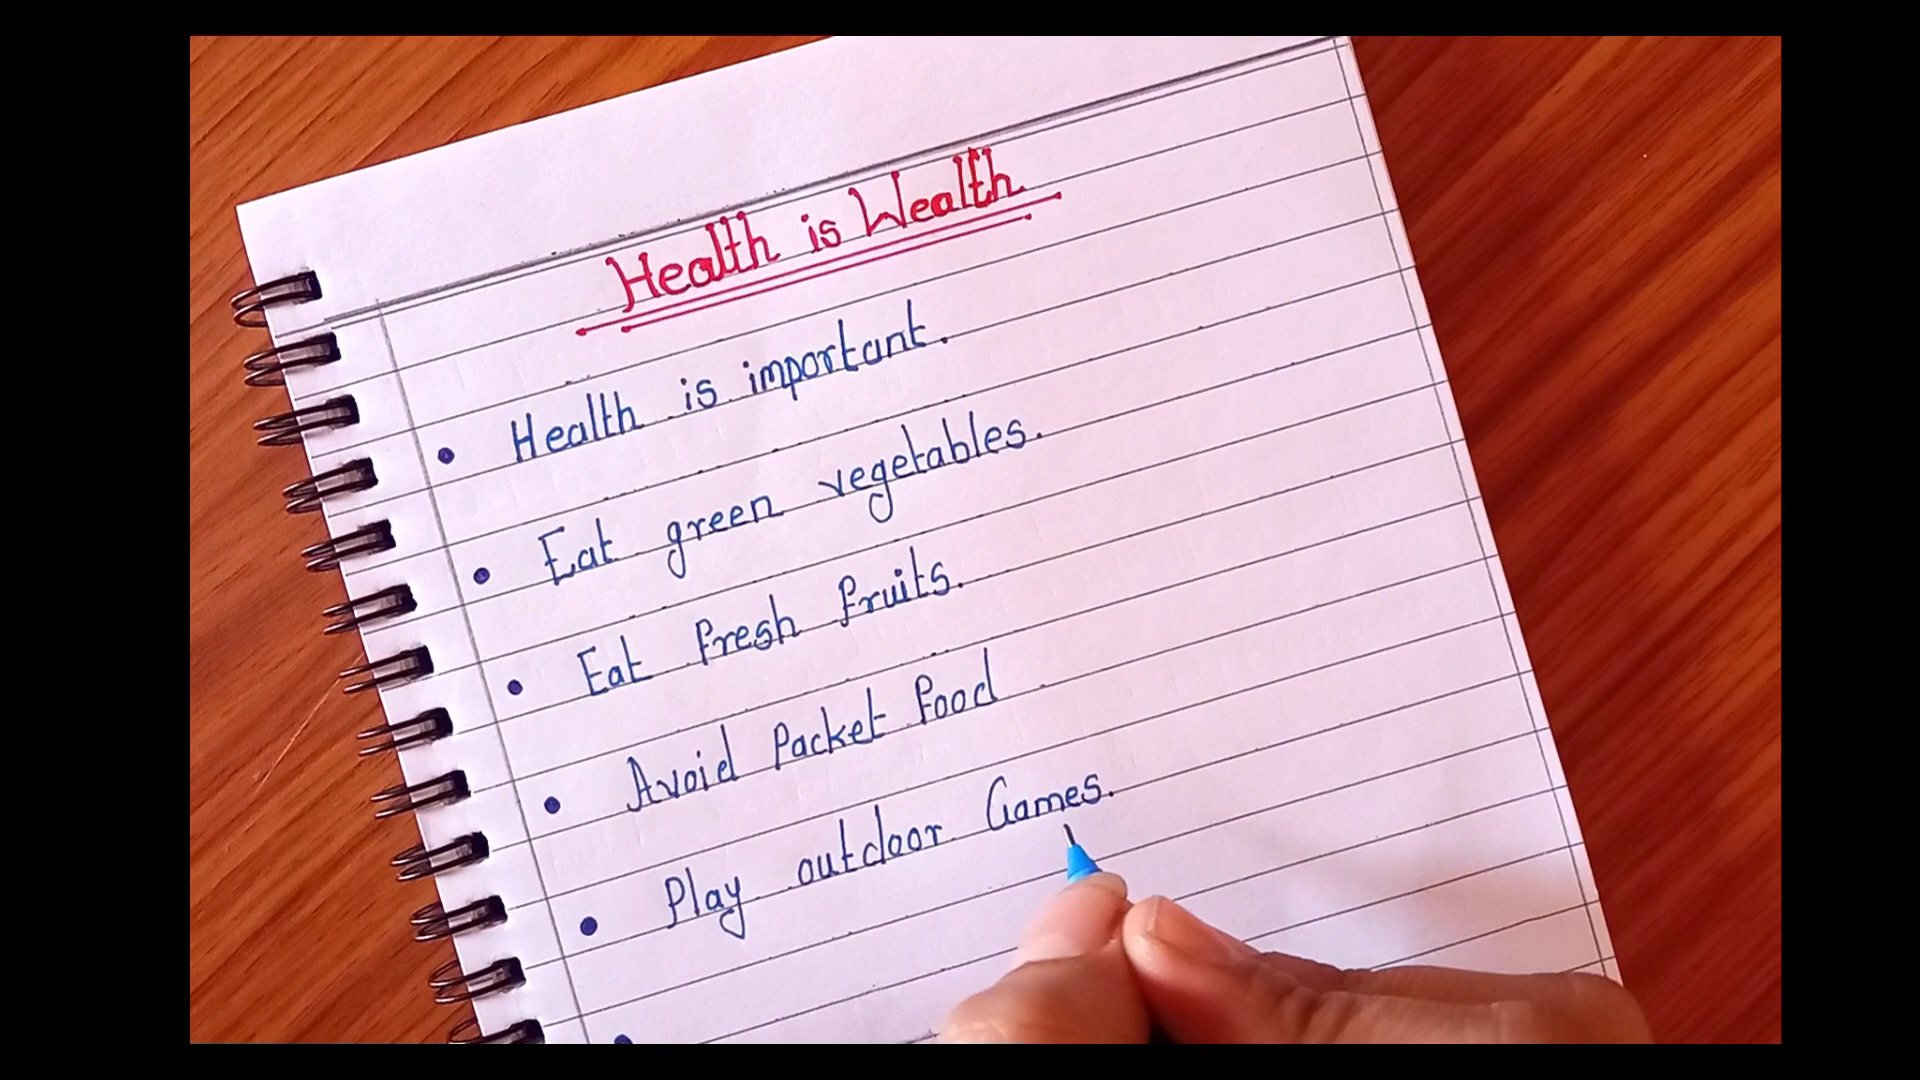 Health is Wealth
• Health is important.
• Eat green vegetables.
• Eat fresh fruits.
• Avoid Packet food
• Play outdoor Games.
•